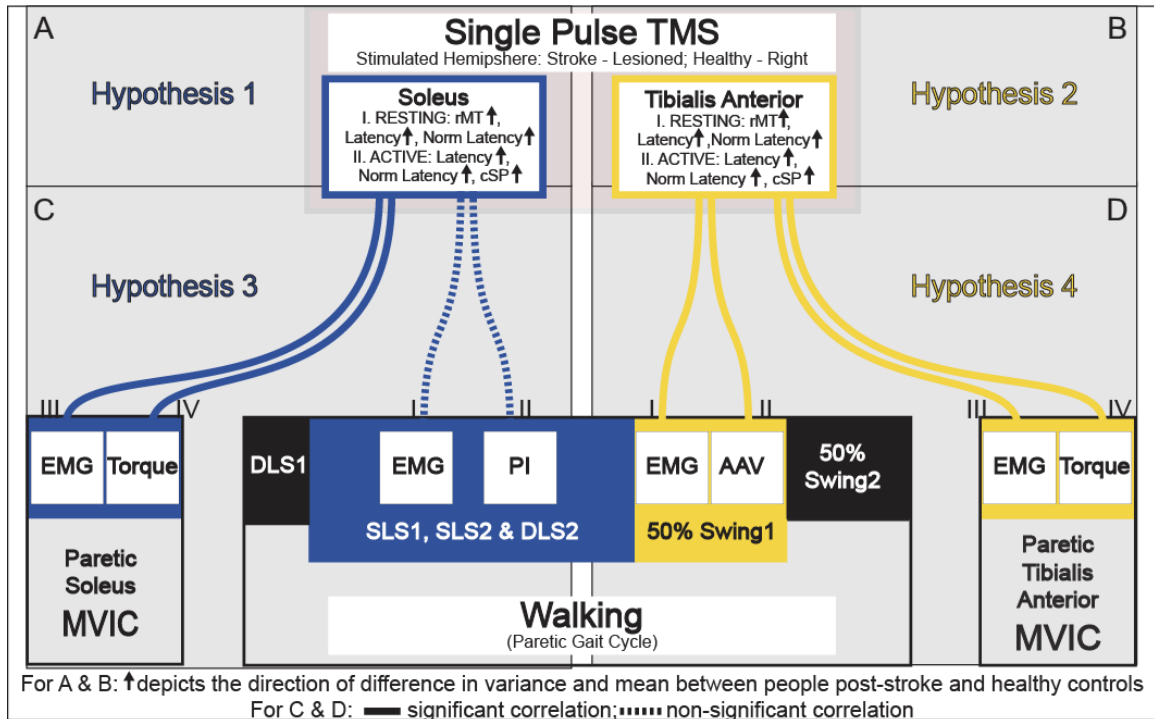 A
Single Pulse TMS
B
Stimulated Hemipshere: Stroke - Lesioned; Healthy - Right
Hypothesis 1
Hypothesis 2
Soleus
I. RESTING: rMT↑,
Latency↑, Norm Latency↑
II. ACTIVE: Latency↑,
Norm Latency↑, cSP↑
Tibialis Anterior
I. RESTING: rMT↑,
Latency↑,Norm Latency↑
II. ACTIVE: Latency↑,
Norm Latency↑, cSP↑
C
D
Hypothesis 3
Hypothesis 4
III IV I II I II III IV
EMG Torque
Paretic
Soleus
MVIC
DLS1
EMG PI
SLS1, SLS2 & DLS2
EMG AAV
50% Swing1
50%
Swing2
EMG Torque
Paretic
Tibialis
Anterior
MVIC
Walking
(Paretic Gait Cycle)
For A & B: ↑depicts the direction of difference in variance and mean between people post-stroke and healthy controls
For C & D: significant correlation; non-significant correlation